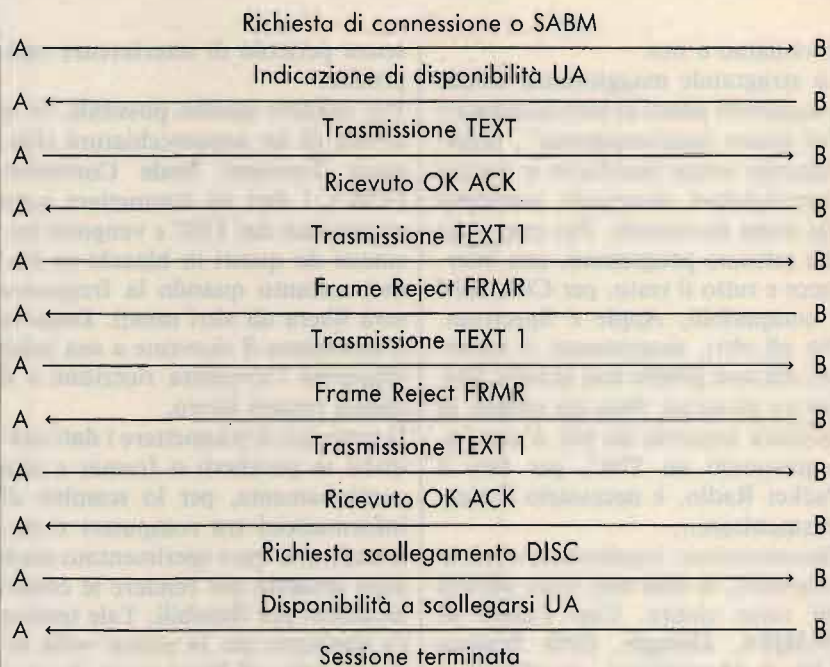 Richiesta di connessione o SABM
A B
Indicazione di disponibilità UA
A B
Trasmissione TEXT
A B
Ricevuto OK ACK
A B
Trasmissione TEXT 1
A B
Frame Reject FRMR
A B
Trasmissione TEXT 1
A B
Frame Reject FRMR
A B
Trasmissione TEXT 1
A B
Ricevuto OK ACK
A B
Richiesta scollegamento DISC
A B
Disponibilità a scollegarsi UA
A B
Sessione terminata